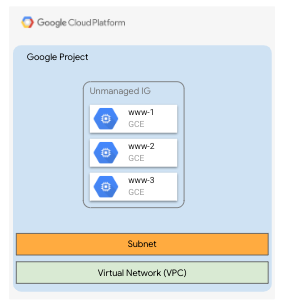 Google Cloud Platform
Google Project
Unmanaged IG
www-1
GCE
www-2
GCE
www-3
GCE
Subnet
Virtual Network (VPC)